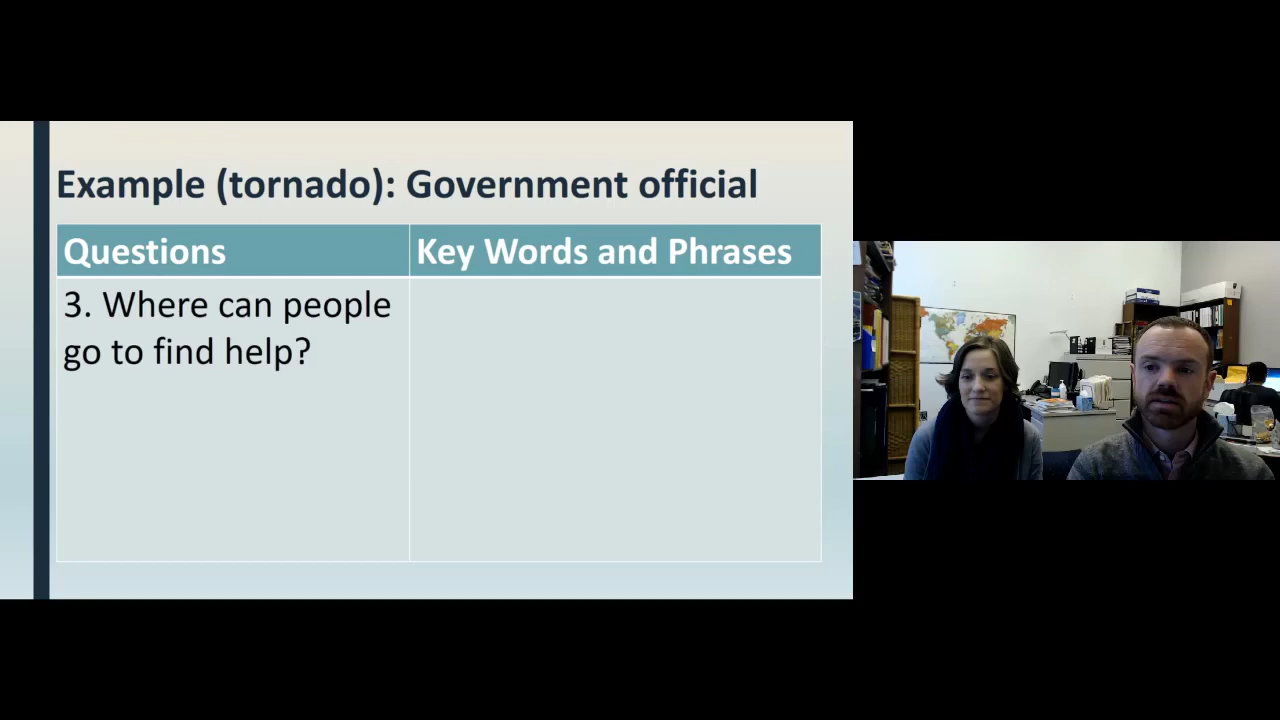 Example (tornado): Government official
Questions
Key Words and Phrases
3. Where can people
go to find help?